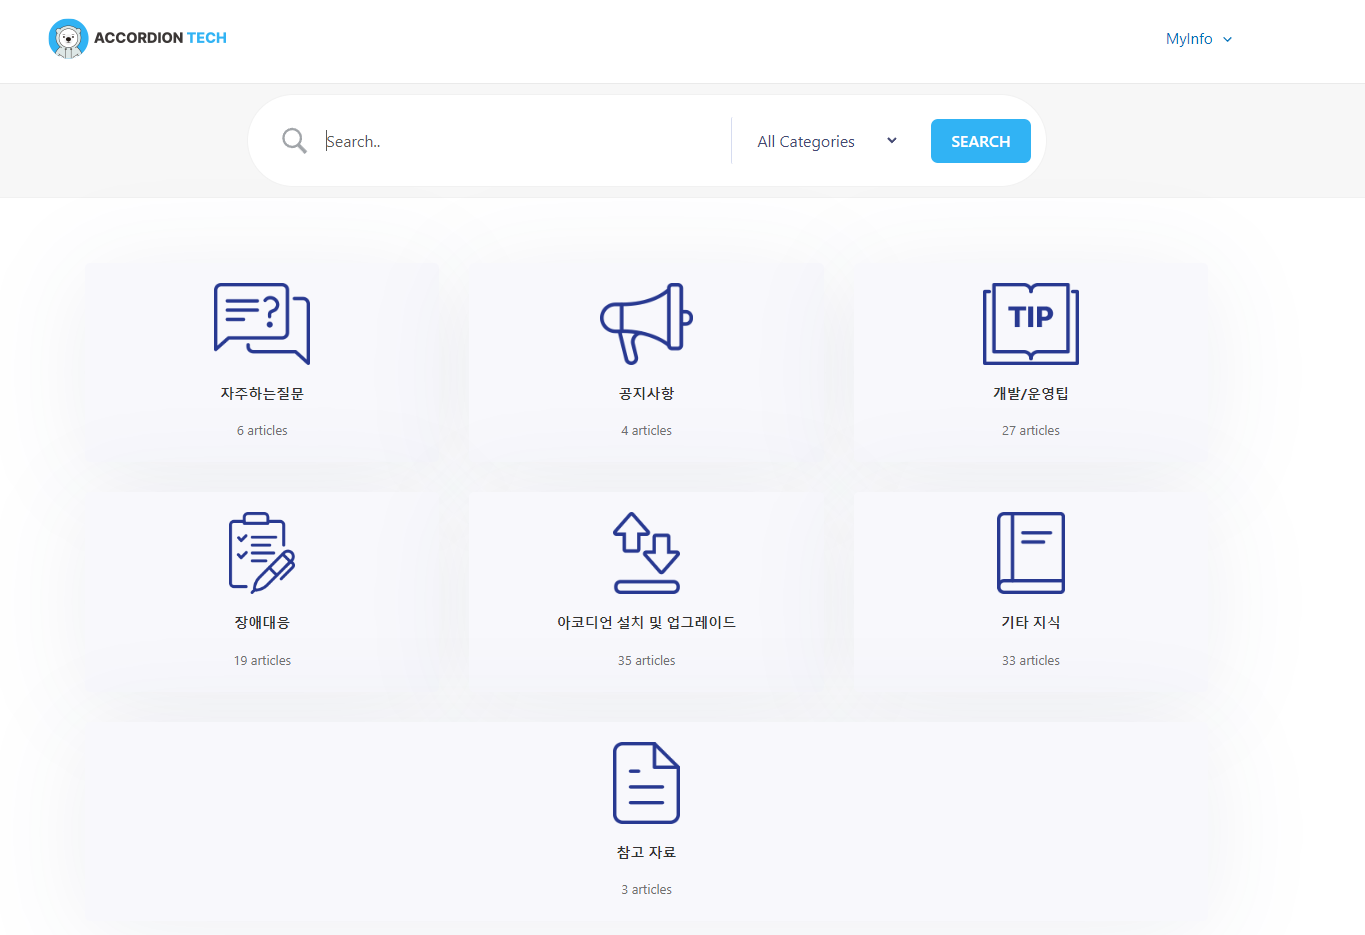 ACCORDION TECH
MyInfo
Search..
All Categories
SEARCH
?
TIP
자주하는질문
공지사항
개발/운영팁
6 articles
4 articles
27 articles
장애대응
아코디언 설치 및 업그레이드
기타 지식
19 articles
35 articles
33 articles
참고 자료
3 articles